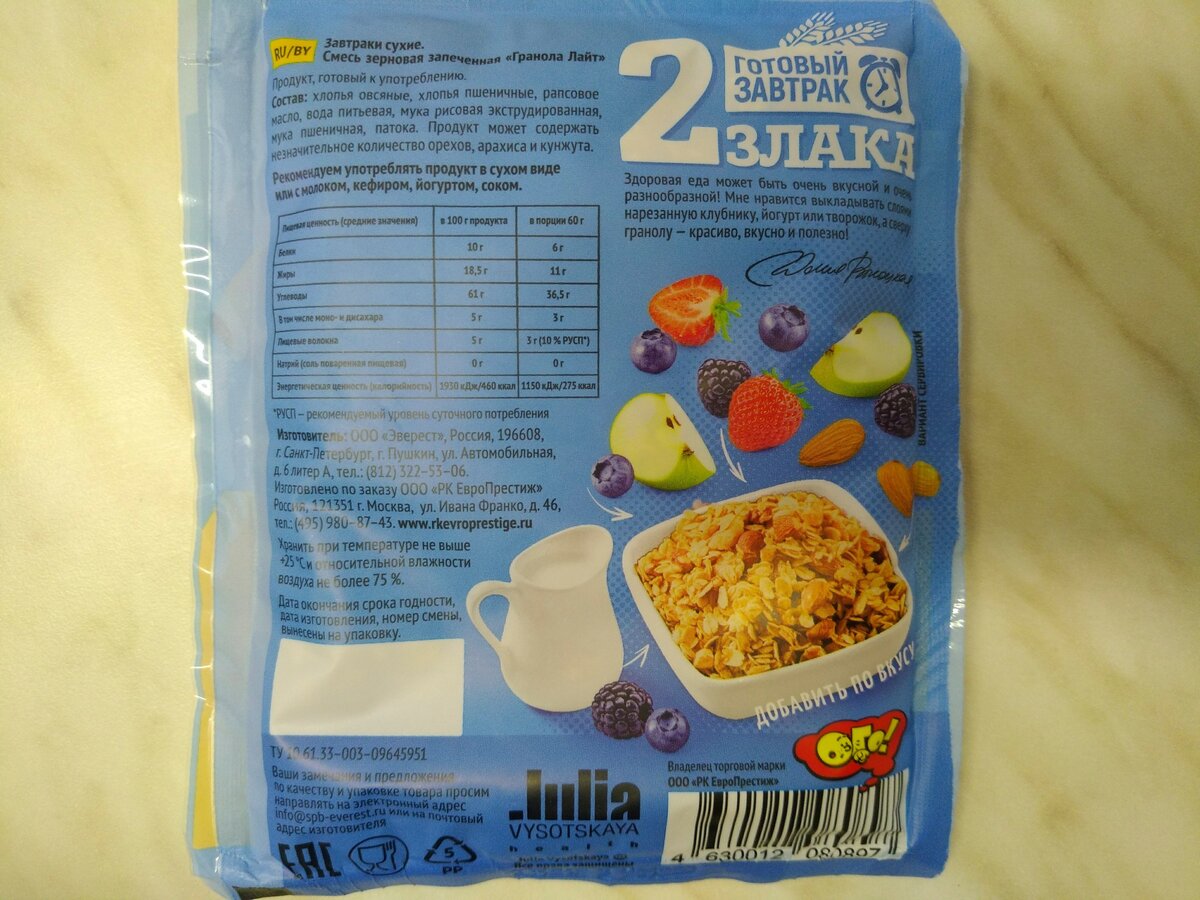 RU/BY
Завтраки сухие.
Смесь зерновая запеченная «Гранола Лайт»
Продукт, готовый к употреблению.
Состав: хлопья овсяные, хлопья пшеничные, рапсовое
масло, вода питьевая, мука рисовая экструдированная,
мука пшеничная, патока. Продукт может содержать
незначительное количество орехов, арахиса и кунжута.
Рекомендуем употреблять продукт в сухом виде
или с молоком, кефиром, йогуртом, соком.
Пищевая ценность (средние значения) в 100 г продукта в порции 60 г
Белки 10 г 6 г
Жиры 18,5 г 11 г
Углеводы 61 г 36,5 г
В том числе моно- и дисахара 5 г 3 г
Пищевые волокна 5 г 3 г (10 % РУСП*)
Натрий (соль поваренная пищевая) 0 г 0 г
Энергетическая ценность (калорийность) 1930 кДж/460 ккал 1150 кДж/275 ккал
*РУСП – рекомендуемый уровень суточного потребления
Изготовитель: ООО «Эверест», Россия, 196608,
г. Санкт-Петербург, г. Пушкин, ул. Автомобильная,
д. 6 литер А, тел.: (812) 322–53–06.
Изготовлено по заказу ООО «РК ЕвроПрестиж»
Россия, 121351 г. Москва, ул. Ивана Франко, д. 46,
тел.: (495) 980–87–43. www.rkevroprestige.ru
Хранить при температуре не выше
+25 °С и относительной влажности
воздуха не более 75 %.
Дата окончания срока годности,
дата изготовления, номер смены,
вынесены на упаковку.
ТУ 10.61.33–003–09645951
Ваши замечания и предложения
по качеству и упаковке товара просим
направлять на электронный адрес
info@spb-everest.ru или на почтовый
адрес изготовителя
EAC
5
PP
2
ГОТОВЫЙ
ЗАВТРАК
ЗЛАКА
Здоровая еда может быть очень вкусной и очень
разнообразной! Мне нравится выкладывать слоями
нарезанную клубнику, йогурт или творожок, а сверху
гранолу — красиво, вкусно и полезно!
ВАРИАНТ СЕРВИРОВКИ
ДОБАВИТЬ ПО ВКУСУ
Julia
VYSOTSKAYA
health
Julia Vysotskaya
Все права защищены
Владелец торговой марки
ООО «РК ЕвроПрестиж»
4 630012 080897